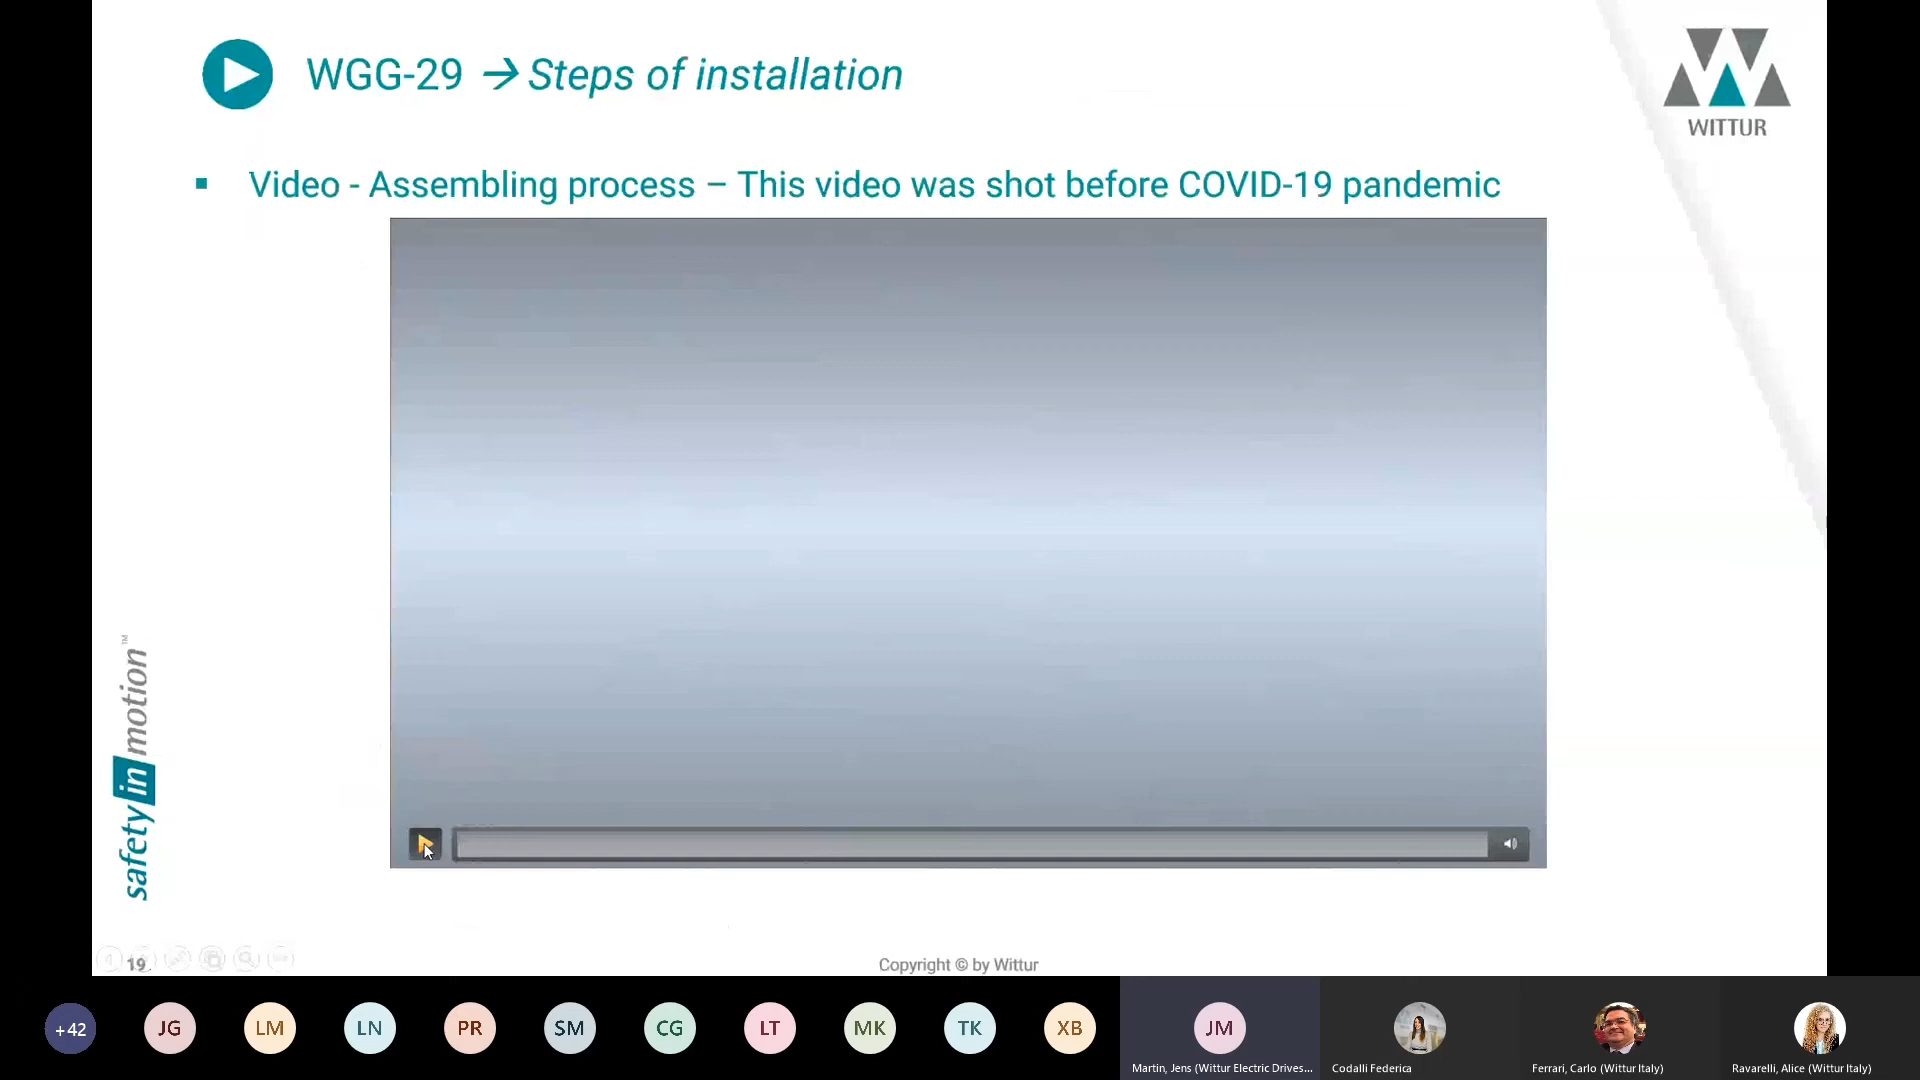 WGG-29 → Steps of installation
WITTUR
▪ Video - Assembling process – This video was shot before COVID-19 pandemic
safety in motion™
19
Copyright © by Wittur
+42
JG
LM
LN
PR
SM
CG
LT
MK
TK
XB
JM
Martin, Jens (Wittur Electric Drives...
Codalli Federica
Ferrari, Carlo (Wittur Italy)
Ravarelli, Alice (Wittur Italy)